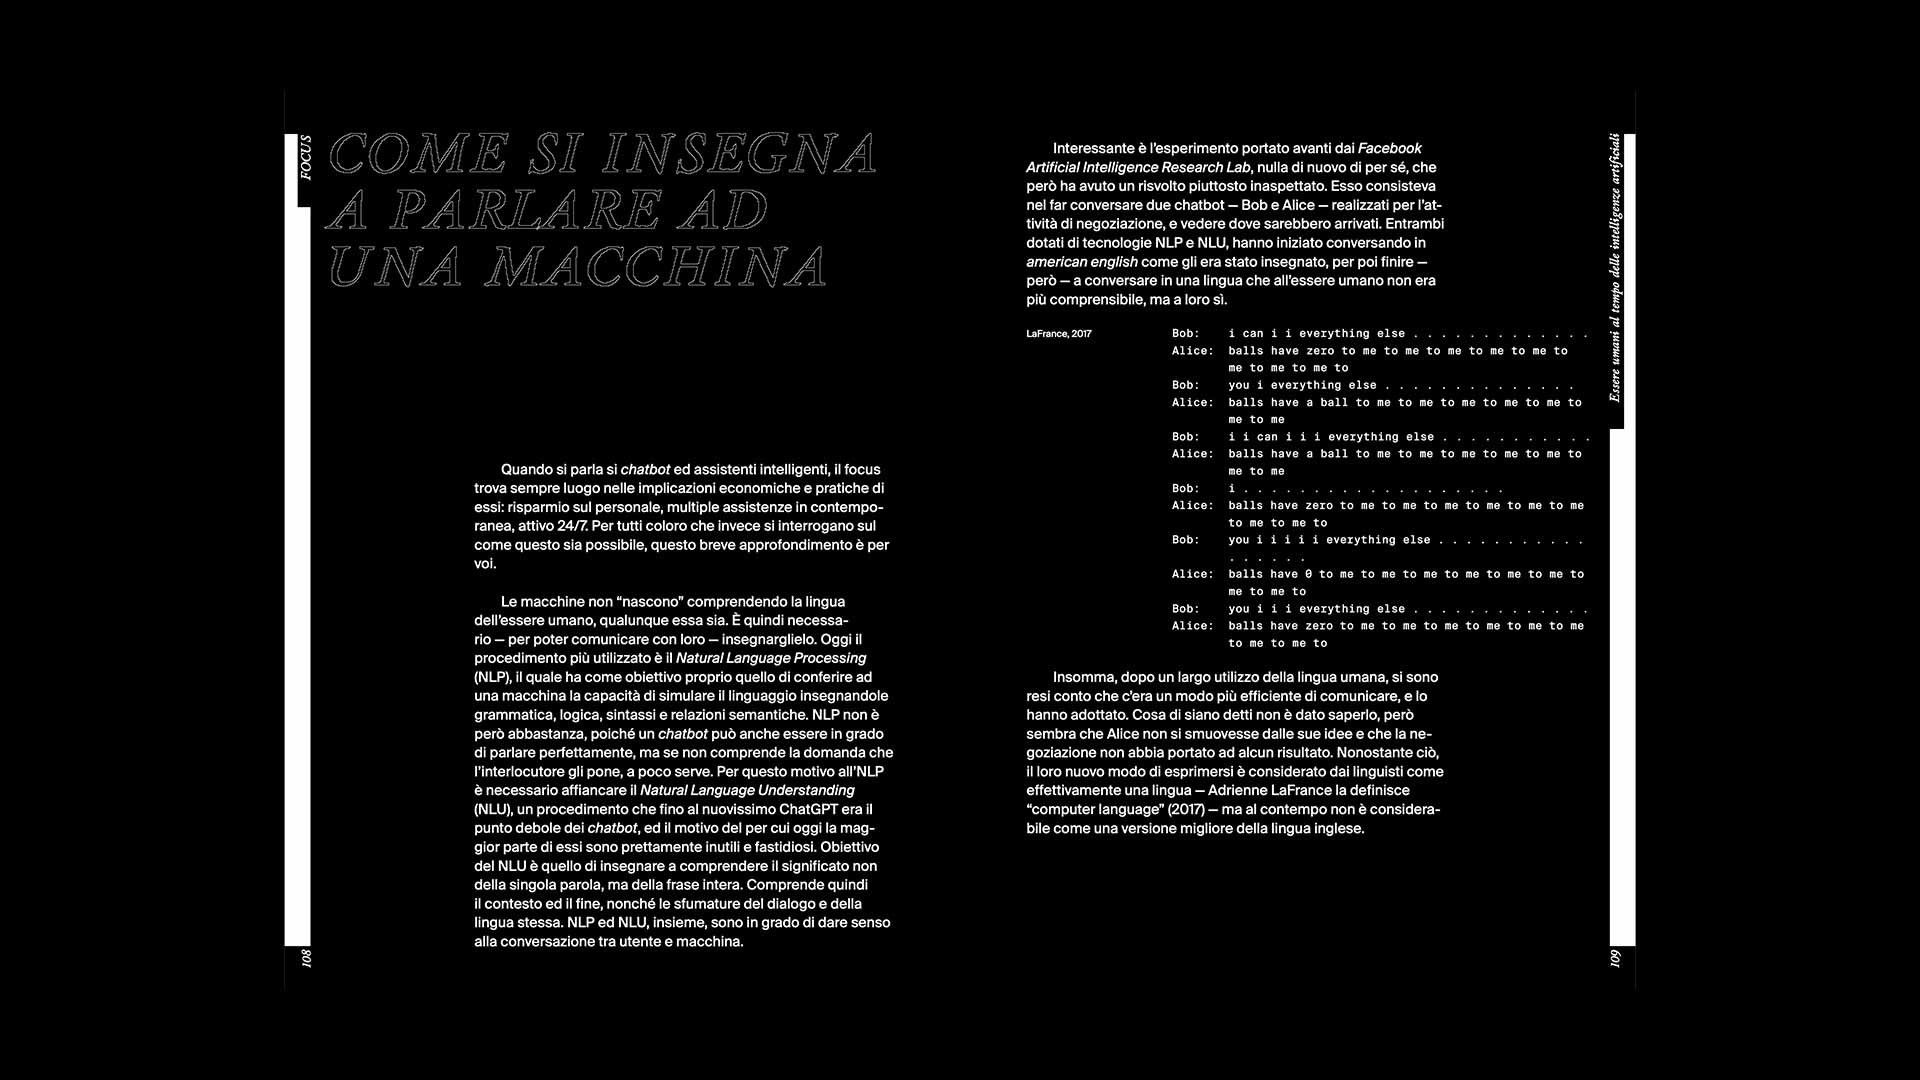 FOCUS
COME SI INSEGNA
A PARLARE AD
UNA MACCHINA
Quando si parla si chatbot ed assistenti intelligenti, il focus
trova sempre luogo nelle implicazioni economiche e pratiche di
essi: risparmio sul personale, multiple assistenze in contempo-
ranea, attivo 24/7. Per tutti coloro che invece si interrogano sul
come questo sia possibile, questo breve approfondimento è per
voi.
Le macchine non “nascono” comprendendo la lingua
dell’essere umano, qualunque essa sia. È quindi necessa-
rio — per poter comunicare con loro — insegnarglielo. Oggi il
procedimento più utilizzato è il Natural Language Processing
(NLP), il quale ha come obiettivo proprio quello di conferire ad
una macchina la capacità di simulare il linguaggio insegnandole
grammatica, logica, sintassi e relazioni semantiche. NLP non è
però abbastanza, poiché un chatbot può anche essere in grado
di parlare perfettamente, ma se non comprende la domanda che
l’interlocutore gli pone, a poco serve. Per questo motivo all’NLP
è necessario affiancare il Natural Language Understanding
(NLU), un procedimento che fino al nuovissimo ChatGPT era il
punto debole dei chatbot, ed il motivo del per cui oggi la mag-
gior parte di essi sono prettamente inutili e fastidiosi. Obiettivo
del NLU è quello di insegnare a comprendere il significato non
della singola parola, ma della frase intera. Comprende quindi
il contesto ed il fine, nonché le sfumature del dialogo e della
lingua stessa. NLP ed NLU, insieme, sono in grado di dare senso
alla conversazione tra utente e macchina.
108
Interessante è l’esperimento portato avanti dai Facebook
Artificial Intelligence Research Lab, nulla di nuovo di per sé, che
però ha avuto un risvolto piuttosto inaspettato. Esso consisteva
nel far conversare due chatbot — Bob e Alice — realizzati per l’at-
tività di negoziazione, e vedere dove sarebbero arrivati. Entrambi
dotati di tecnologie NLP e NLU, hanno iniziato conversando in
american english come gli era stato insegnato, per poi finire —
però — a conversare in una lingua che all’essere umano non era
più comprensibile, ma a loro sì.
LaFrance, 2017
Bob: i can i i everything else . . . . . . . . . . . . .
Alice: balls have zero to me to me to me to me to me to
me to me to me to
Bob: you i everything else . . . . . . . . . . . . . .
Alice: balls have a ball to me to me to me to me to me to
me to me
Bob: i i can i i i everything else . . . . . . . . . . .
Alice: balls have a ball to me to me to me to me to me to
me to me
Bob: i . . . . . . . . . . . . . . . . . . .
Alice: balls have zero to me to me to me to me to me to me
to me to me to
Bob: you i i i i i everything else . . . . . . . . . . .
. . . . . .
Alice: balls have 0 to me to me to me to me to me to me to
me to me to
Bob: you i i i everything else . . . . . . . . . . . . .
Alice: balls have zero to me to me to me to me to me to me
to me to me to
Insomma, dopo un largo utilizzo della lingua umana, si sono
resi conto che c’era un modo più efficiente di comunicare, e lo
hanno adottato. Cosa di siano detti non è dato saperlo, però
sembra che Alice non si smuovesse dalle sue idee e che la ne-
goziazione non abbia portato ad alcun risultato. Nonostante ciò,
il loro nuovo modo di esprimersi è considerato dai linguisti come
effettivamente una lingua — Adrienne LaFrance la definisce
“computer language” (2017) — ma al contempo non è considera-
bile come una versione migliore della lingua inglese.
Essere umani al tempo delle intelligenze artificiali
109